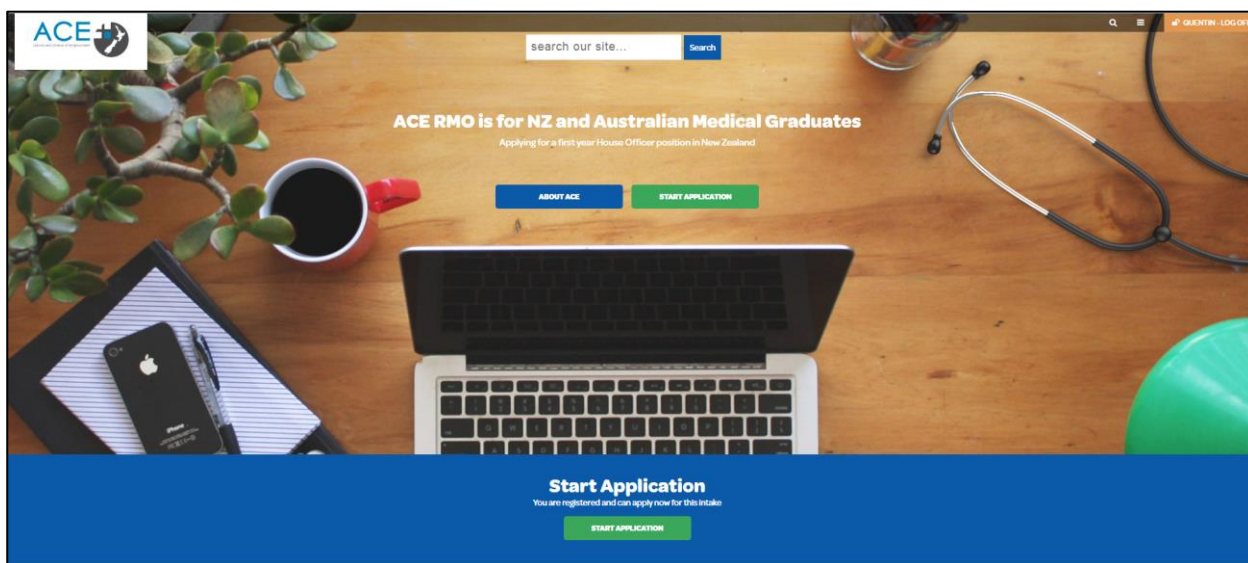 ACE
QUENTIN - LOG OFF
search our site...
Search
ACE RMO is for NZ and Australian Medical Graduates
Applying for a first year House Officer position in New Zealand
ABOUT ACE
START APPLICATION
iPhone
Start Application
You are registered and can apply now for this intake
START APPLICATION